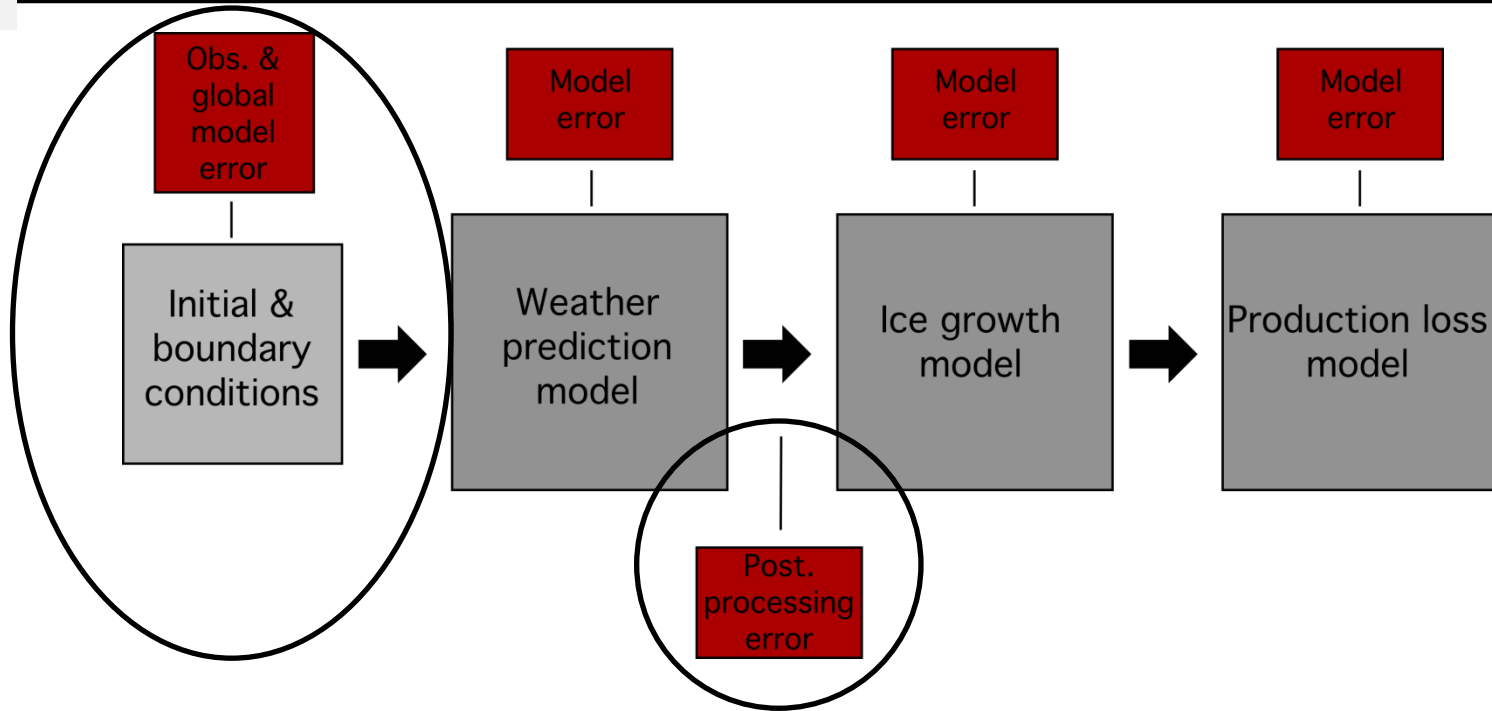 Obs. &
global
model
error
Model
error
Model
error
Model
error
Initial &
boundary
conditions
Weather
prediction
model
Ice growth
model
Production loss
model
Post.
processing
error